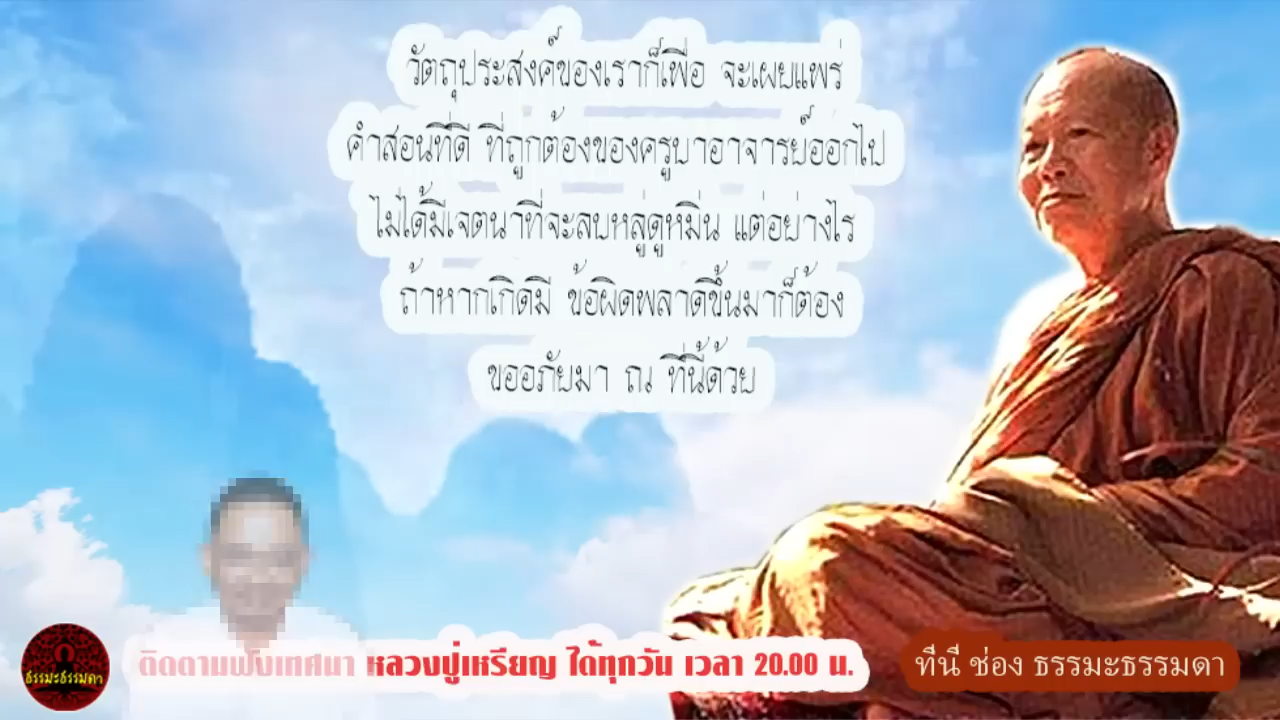 วัตถุประสงค์ของเราก็เพื่อ จะเผยแพร่
คำสอนที่ดี ที่ถูกต้องของครูบาอาจารย์ออกไป
ไม่ได้มีเจตนาที่จะลบหลู่ดูหมิ่น แต่อย่างไร
ถ้าหากเกิดมี ข้อผิดพลาดขึ้นมาก็ต้อง
ขออภัยมา ณ ที่นี้ด้วย
ติดตามฟังเทศนา หลวงปู่เหรียญ ได้ทุกวัน เวลา 20.00 น.
ทีนี ช่อง ธรรมะธรรมดา
ธรรมะธรรมดา